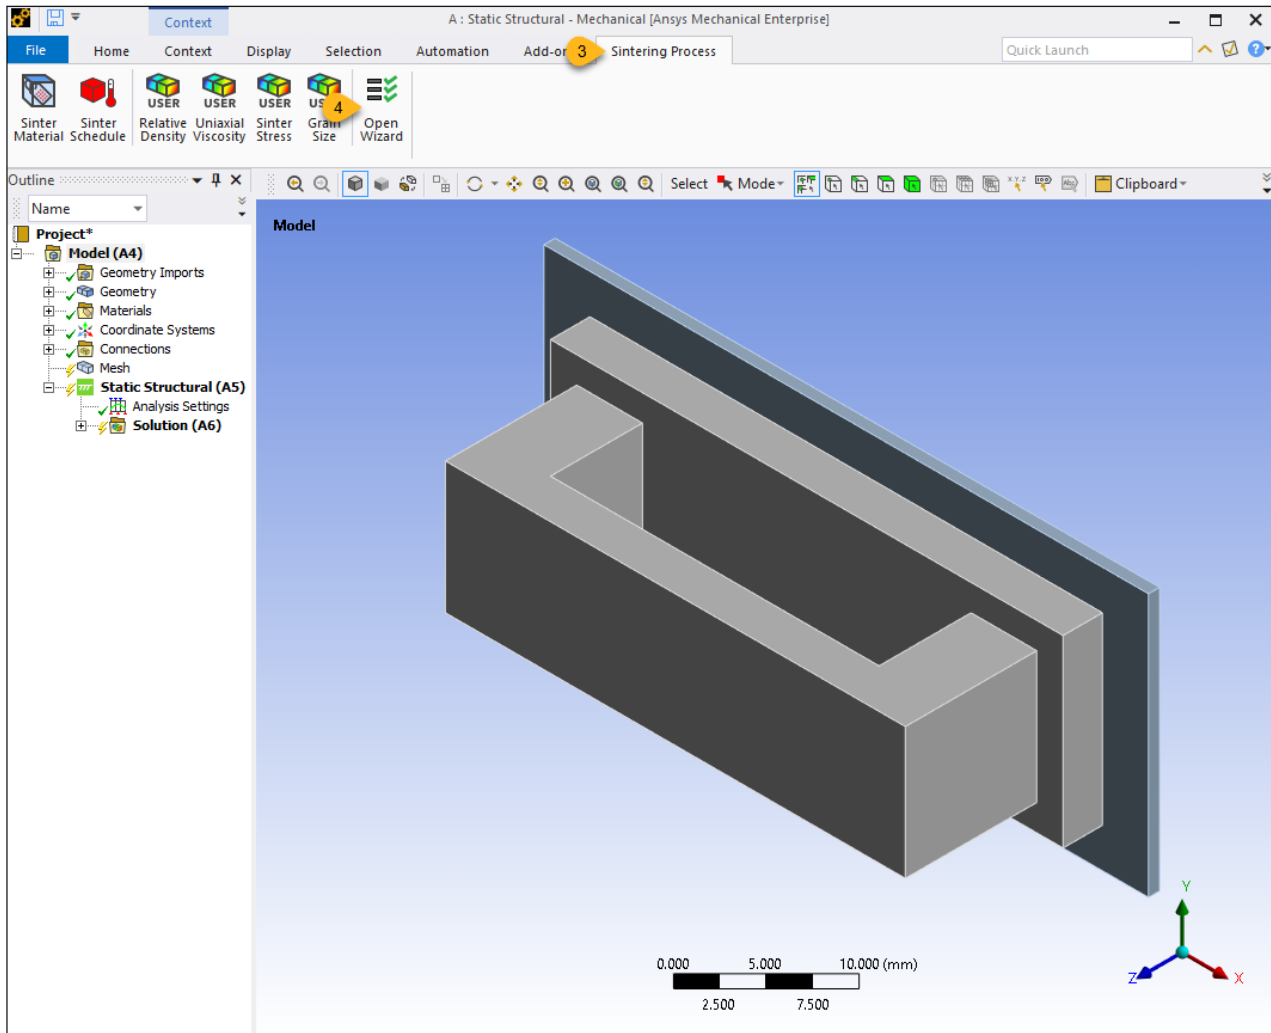 Context
A : Static Structural - Mechanical [Ansys Mechanical Enterprise]
File Home Context Display Selection Automation Add-on 3 Sintering Process Quick Launch
USER USER USER USER 4
Sinter Material
Sinter Schedule
Relative Density
Uniaxial Viscosity
Sinter Stress
Grain Size
Open Wizard
Outline
Select Mode X,Y,Z Clipboard
Name
Project*
Model (A4)
Geometry Imports
Geometry
Materials
Coordinate Systems
Connections
Mesh
Static Structural (A5)
Analysis Settings
Solution (A6)
Model
0.000 5.000 10.000 (mm)
2.500 7.500
Y
Z
X